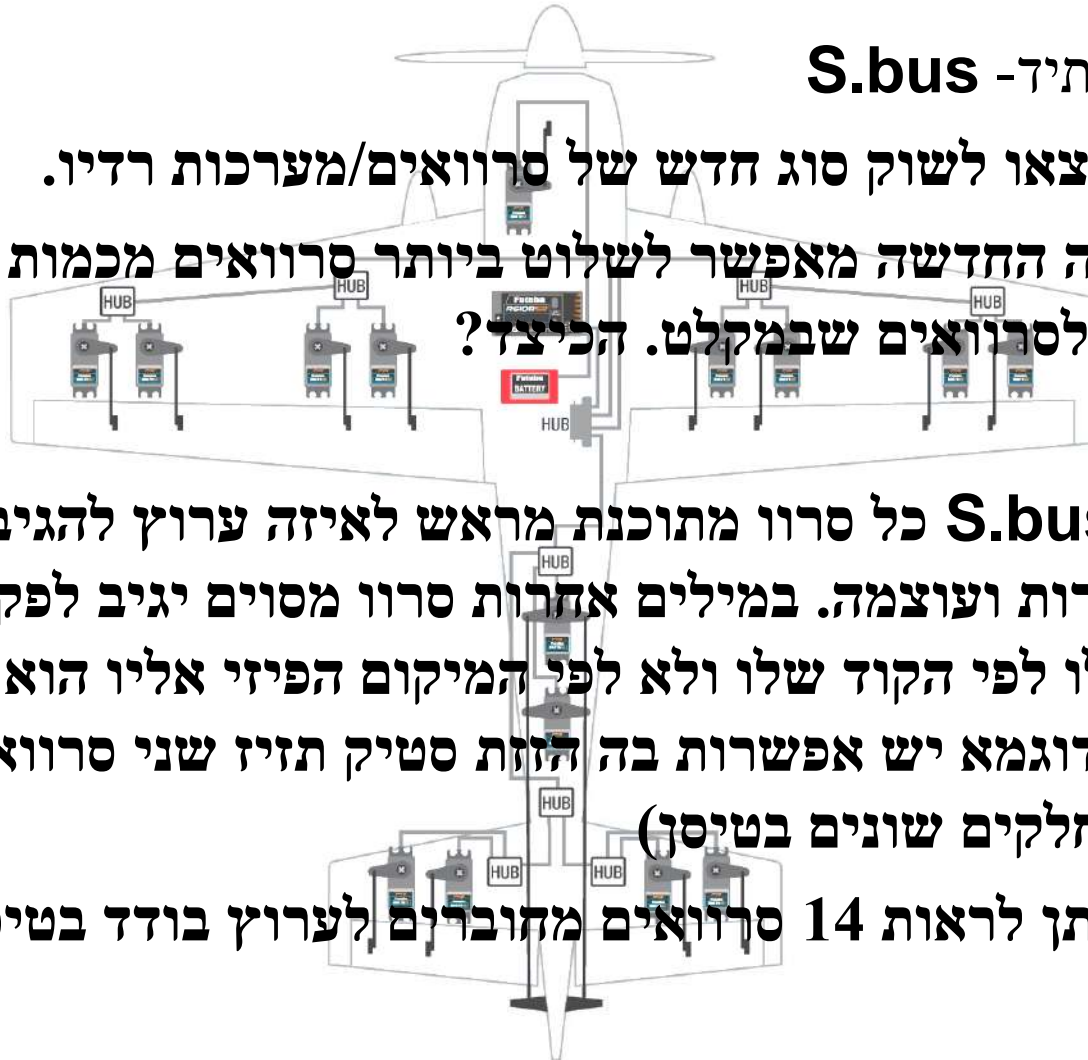 תיד- S.bus
צאו לשוק סוג חדש של סרוואים/מערכות רדיו.
ה החדשה מאפשר לשלוט ביותר סרוואים מכמות
HUB HUB HUB HUB
Futaba
לסרוואים שבמקלט. הכיצד?
Futaba
BATTERY
HUB
S.bus כל סרוו מתוכנת מראש לאיזה ערוץ להגיב
HUB
רות ועוצמה. במילים אחרות סרוו מסוים יגיב לפק
ו לפי הקוד שלו ולא לפי המיקום הפיזי אליו הוא
דוגמא יש אפשרות בה הזזת סטיק תזיז שני סרווא
HUB
חלקים שונים בטיסן)
HUB HUB
תן לראות 14 סרוואים מחוברים לערוץ בודד בטיס